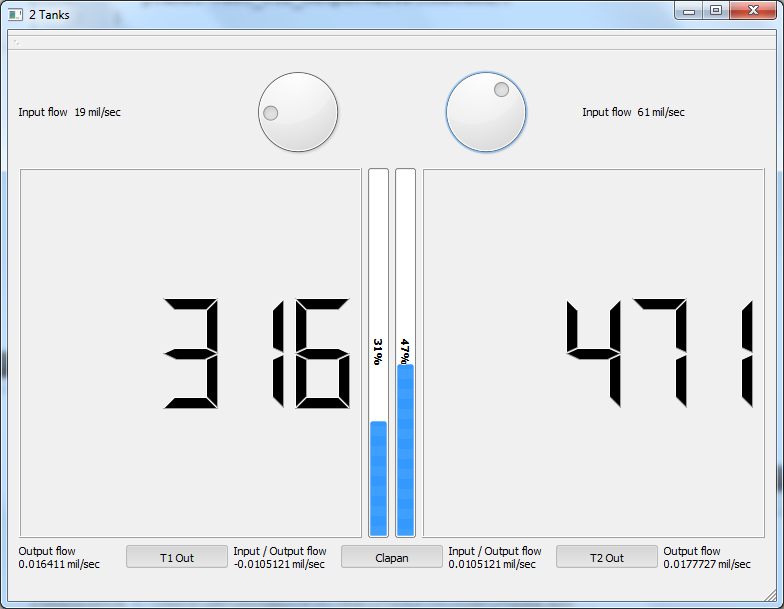 2 Tanks
Input flow 19 mil/sec
Input flow 61 mil/sec
316
31%
47%
471
Output flow
0.016411 mil/sec
T1 Out
Input / Output flow
-0.0105121 mil/sec
Clapan
Input / Output flow
0.0105121 mil/sec
T2 Out
Output flow
0.0177727 mil/sec